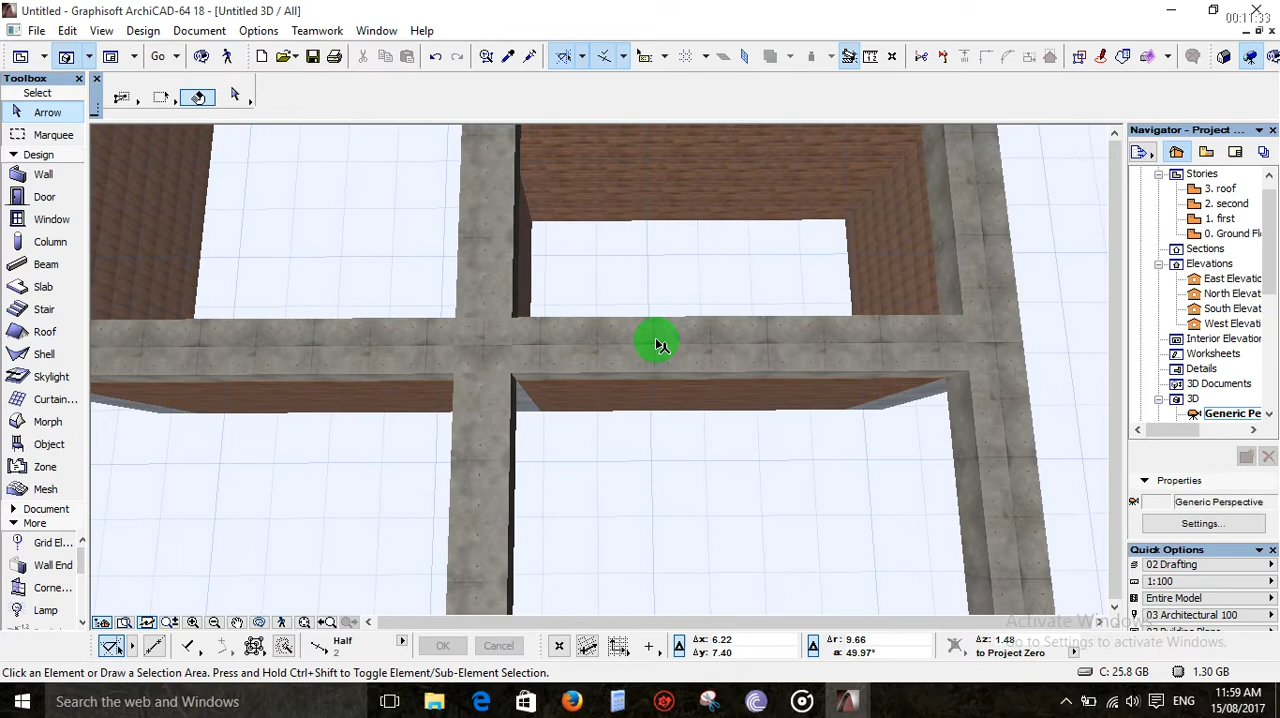 Untitled - Graphisoft ArchiCAD-64 18 - [Untitled 3D / All]
00:11:33
File Edit View Design Document Options Teamwork Window Help
Go
Toolbox
Select
Arrow
Marquee
Design
Wall
Door
Window
Column
Beam
Slab
Stair
Roof
Shell
Skylight
Curtain...
Morph
Object
Zone
Mesh
Document
More
Grid El...
Wall End
Corne...
Lamp
Navigator - Project ...
Stories
3. roof
2. second
1. first
0. Ground Fl
Sections
Elevations
East Elevatio
North Elevat
South Elevat
West Elevati
Interior Elevation
Worksheets
Details
3D Documents
3D
Generic Pe
Properties
Generic Perspective
Settings...
Quick Options
02 Drafting
1:100
Entire Model
03 Architectural 100
Activate Windows
Go to Settings to activate Windows.
Half
2
OK
Cancel
Δx: 6.22
Δy: 7.40
Δr: 9.66
a: 49.97°
Δz: 1.48
to Project Zero
Click an Element or Draw a Selection Area. Press and Hold Ctrl+Shift to Toggle Element/Sub-Element Selection.
C: 25.8 GB
1.30 GB
Search the web and Windows
11:59 AM
15/08/2017